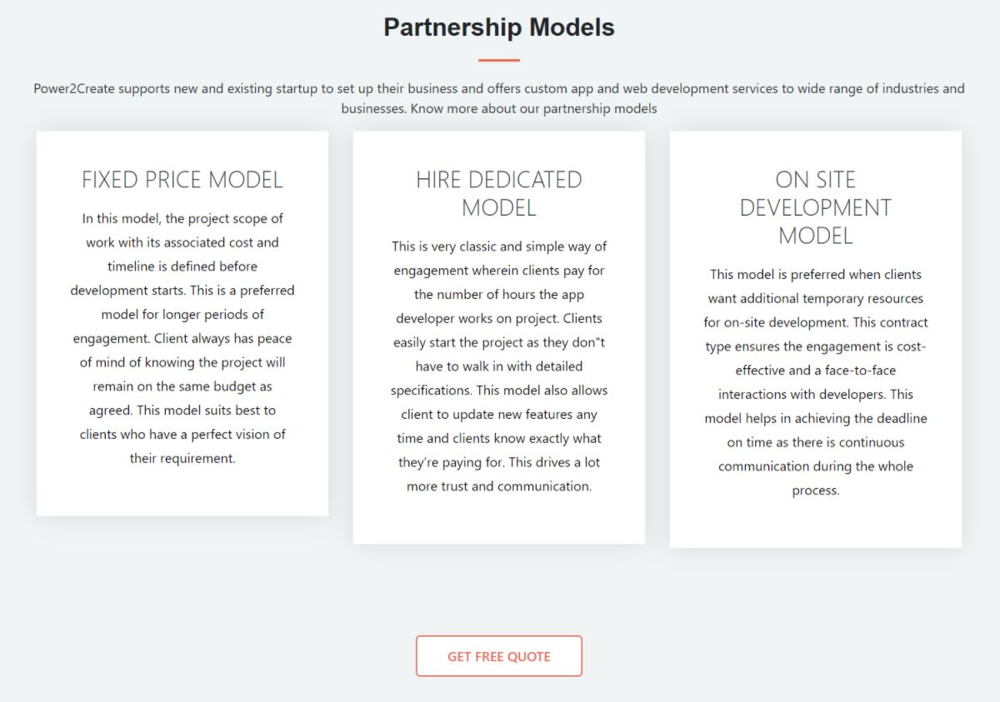 Partnership Models
Power2Create supports new and existing startup to set up their business and offers custom app and web development services to wide range of industries and
businesses. Know more about our partnership models
FIXED PRICE MODEL
In this model, the project scope of
work with its associated cost and
timeline is defined before
development starts. This is a preferred
model for longer periods of
engagement. Client always has peace
of mind of knowing the project will
remain on the same budget as
agreed. This model suits best to
clients who have a perfect vision of
their requirement.
HIRE DEDICATED
MODEL
This is very classic and simple way of
engagement wherein clients pay for
the number of hours the app
developer works on project. Clients
easily start the project as they don"t
have to walk in with detailed
specifications. This model also allows
client to update new features any
time and clients know exactly what
they’re paying for. This drives a lot
more trust and communication.
ON SITE
DEVELOPMENT
MODEL
This model is preferred when clients
want additional temporary resources
for on-site development. This contract
type ensures the engagement is cost-
effective and a face-to-face
interactions with developers. This
model helps in achieving the deadline
on time as there is continuous
communication during the whole
process.
GET FREE QUOTE